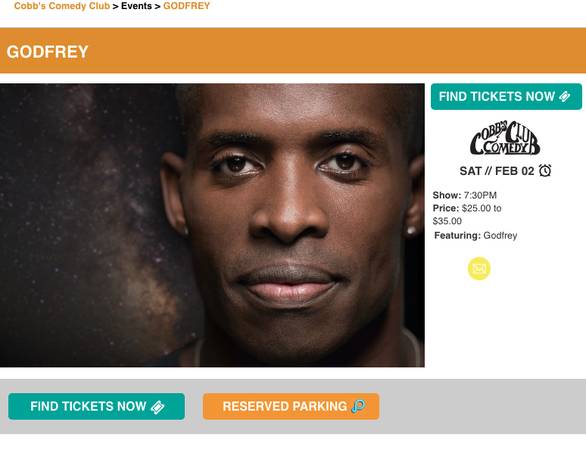 Cobb's Comedy Club > Events > GODFREY
GODFREY
FIND TICKETS NOW
COBB'S COMEDY CLUB
SAT // FEB 02
Show: 7:30PM
Price: $25.00 to
$35.00
Featuring: Godfrey
FIND TICKETS NOW
RESERVED PARKING